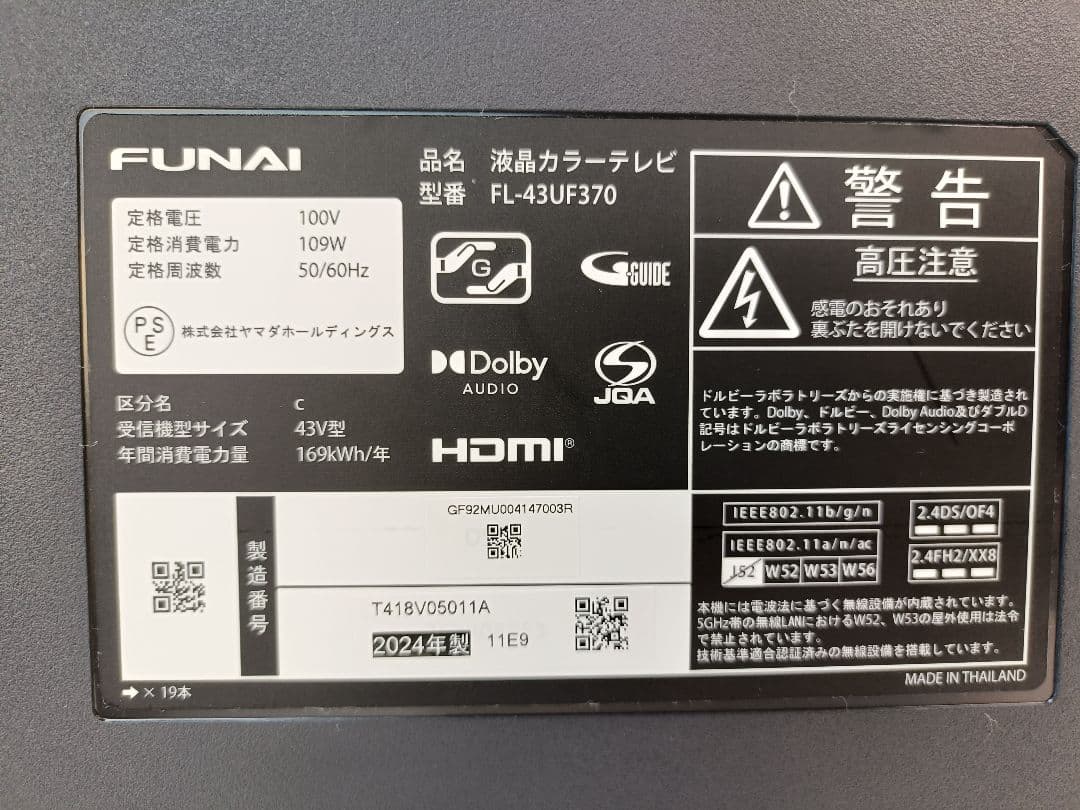 FUNAI
品名 液晶カラーテレビ
型番 FL-43UF370
定格電圧 100V
定格消費電力 109W
定格周波数 50/60Hz
PSE 株式会社ヤマダホールディングス
G
G-GUIDE
Dolby
AUDIO
JQA
HDMI®
区分名 C
受信機型サイズ 43V型
年間消費電力量 169kWh/年
警告
高圧注意
感電のおそれあり
裏ぶたを開けないでください
ドルビーラボラトリーズからの実施権に基づき製造され
ています。Dolby、ドルビー、Dolby Audio及びダブルD
記号はドルビーラボラトリーズライセンシングコーポ
レーションの商標です。
製造番号
GF92MU004147003R
T418V05011A
2024年製 11E9
IEEE802.11b/g/n
IEEE802.11a/n/ac
J52 W52 W53 W56
2.4DS/OF4
2.4FH2/XX8
本機には電波法に基づく無線設備が内蔵されています。
5GHz帯の無線LANにおけるW52、W53の屋外使用は法令
で禁止されています。
技術基準適合認証済みの無線設備を搭載しています。
➡ × 19本
MADE IN THAILAND